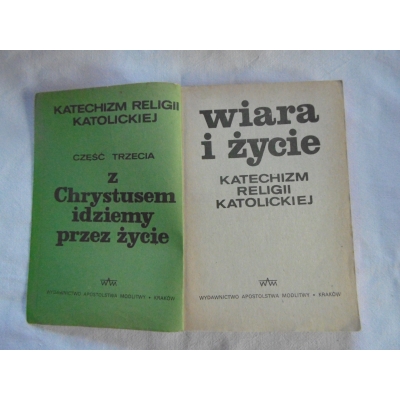 KATECHIZM RELIGII
KATOLICKIEJ
CZĘŚĆ TRZECIA
z
Chrystusem
idziemy
przez życie
WAM
WYDAWNICTWO APOSTOLSTWA MODLITWY • KRAKÓW
wiara
i życie
KATECHIZM
RELIGII
KATOLICKIEJ
WAM
WYDAWNICTWO APOSTOLSTWA MODLITWY • KRAKÓW